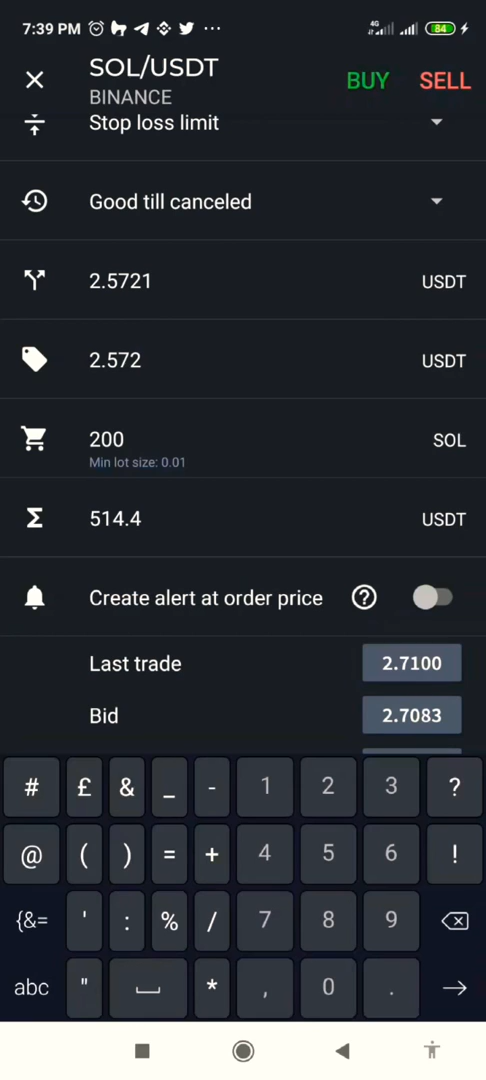 7:39 PM ... 4G 84
SOL/USDT
BINANCE
BUY SELL
Stop loss limit
Good till canceled
2.5721 USDT
2.572 USDT
200 SOL
Min lot size: 0.01
Σ 514.4 USDT
Create alert at order price ?
Last trade 2.7100
Bid 2.7083
# £ & _ - 1 2 3 ?
@ ( ) = + 4 5 6 !
{&= ' : % / 7 8 9
abc " * , 0 .